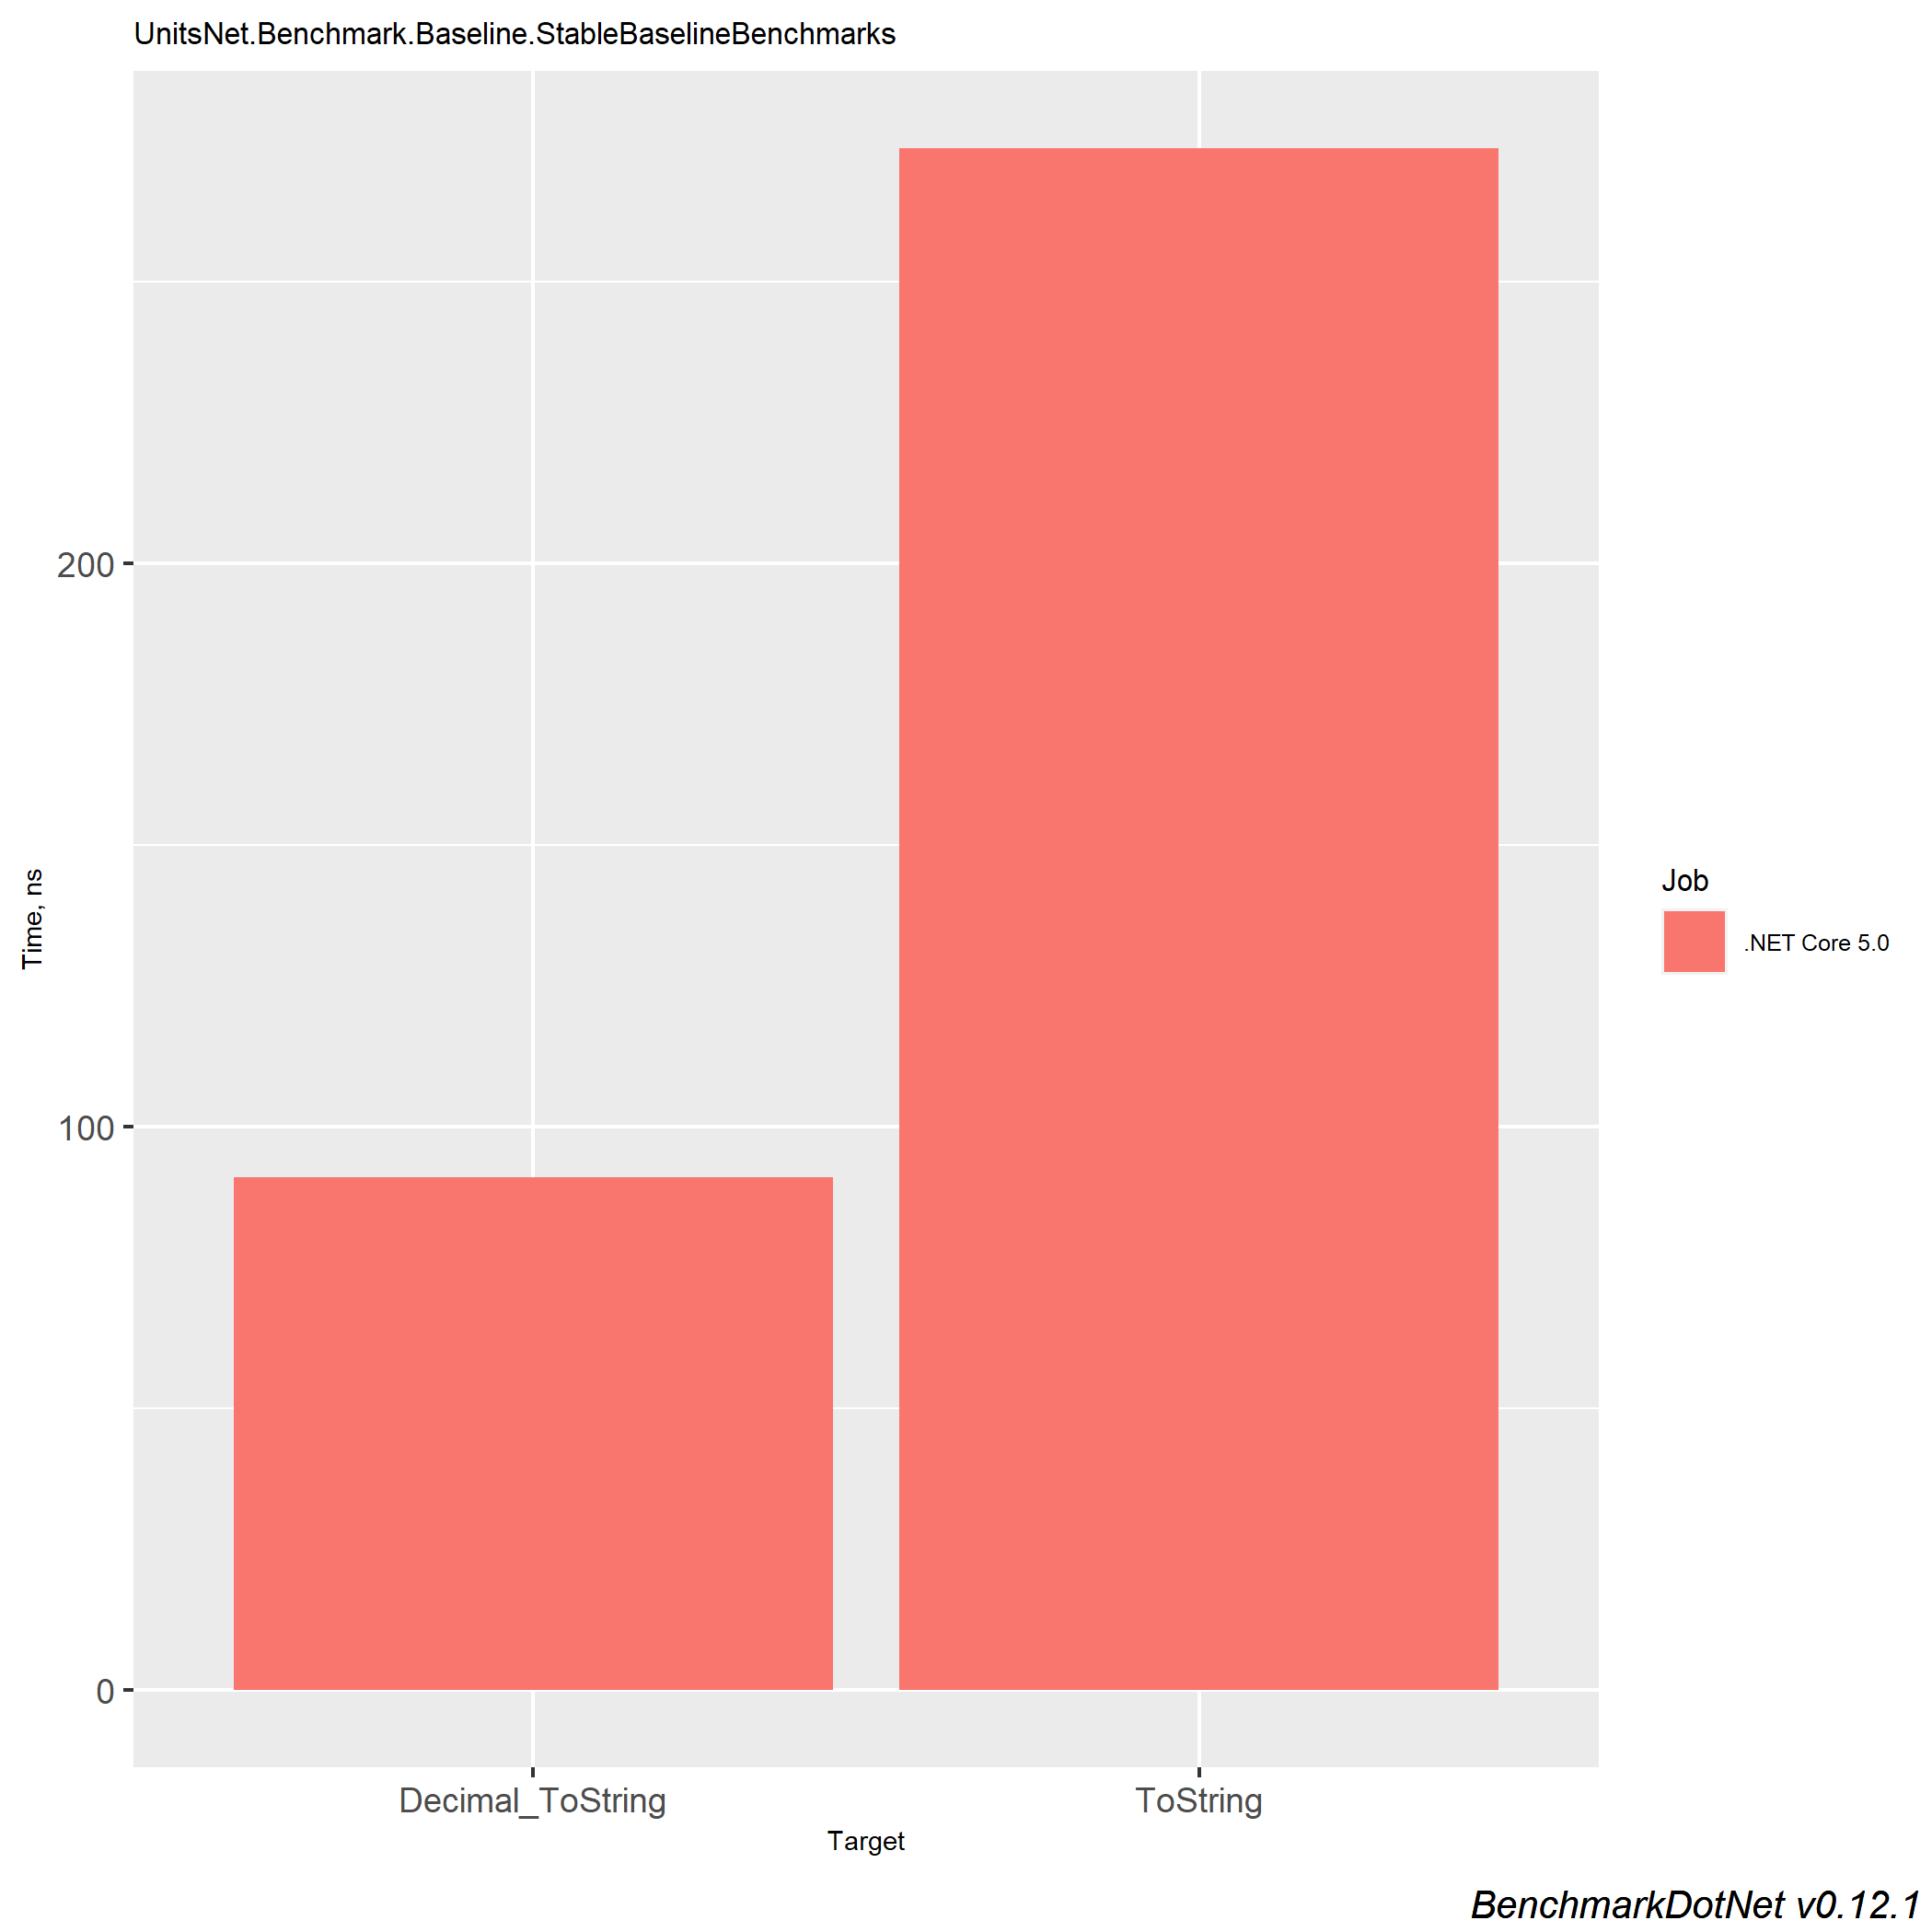 UnitsNet.Benchmark.Baseline.StableBaselineBenchmarks
Time, ns
200
100
0
Decimal_ToString
ToString
Target
Job
.NET Core 5.0
BenchmarkDotNet v0.12.1